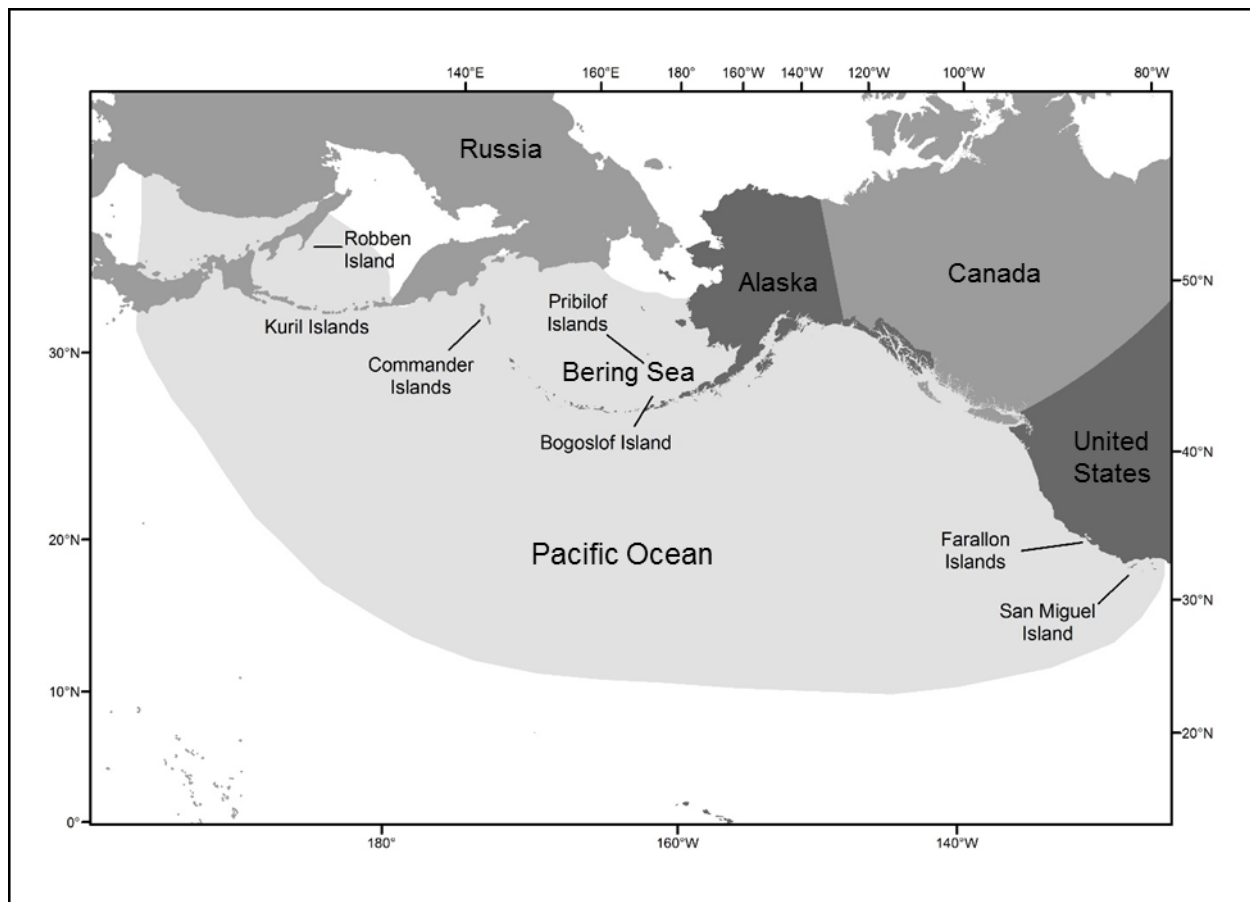 140°E 160°E 180° 160°W 140°W 120°W 100°W 80°W
Russia
Robben
Island
Alaska
Canada
50°N
Pribilof
Islands
Kuril Islands
30°N
Commander
Islands
Bering Sea
Bogoslof Island
United
States
40°N
20°N
Pacific Ocean
Farallon
Islands
30°N
San Miguel
Island
10°N
20°N
0°
180° 160°W 140°W